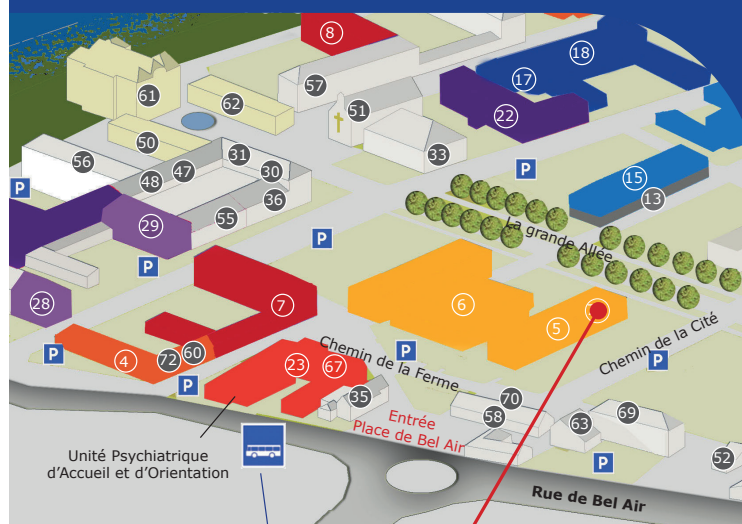 8
18
57
17
61
62
51
22
50
33
31
56
47
30
P
15
48
36
13
P
29
55
La grande Allée
P
P
28
7
6
5
Chemin de la Cité
P
60
P
4
72
P
23
67
Chemin de la Ferme
P
35
70
69
58
63
Entrée
Place de Bel Air
52
Unité Psychiatrique
d'Accueil et d'Orientation
P
Rue de Bel Air